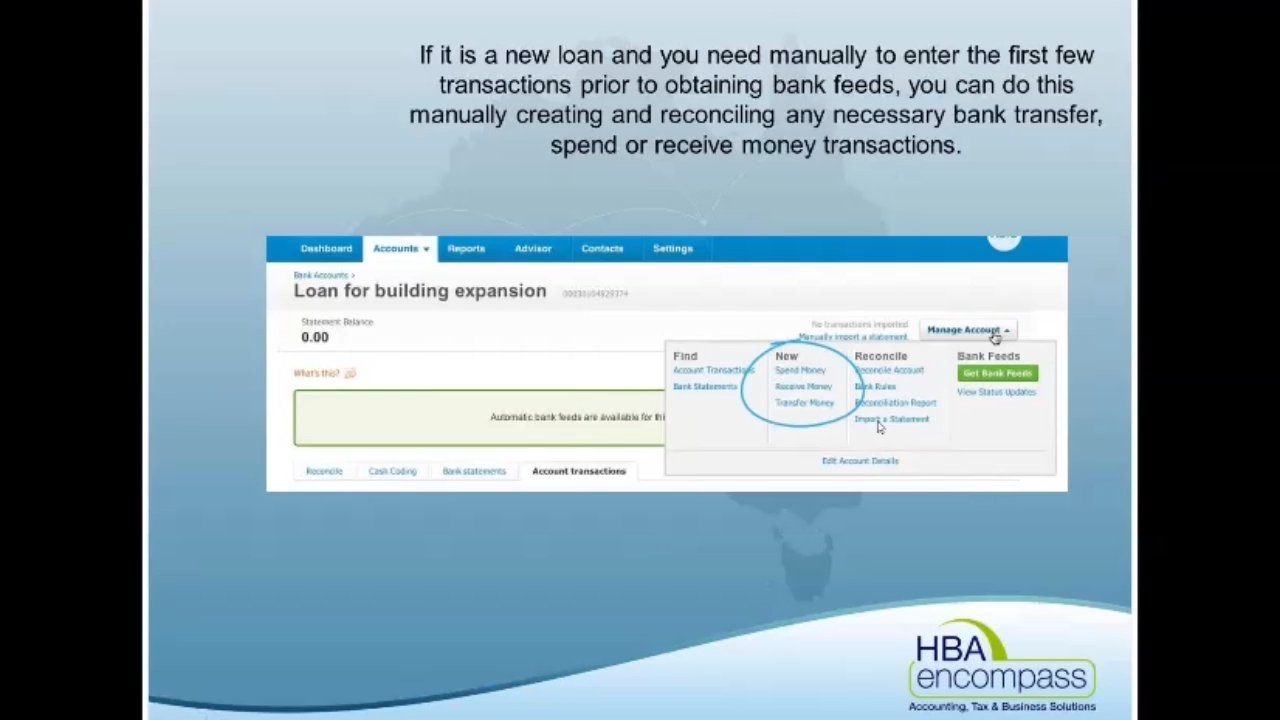 If it is a new loan and you need manually to enter the first few
transactions prior to obtaining bank feeds, you can do this
manually creating and reconciling any necessary bank transfer,
spend or receive money transactions.
Dashboard Accounts Reports Advisor Contacts Settings
Bank Accounts >
Loan for building expansion
Statement Balance
0.00
No transactions imported
Manually import a statement
Manage Account
What's this?
Automatic bank feeds are available for
Find
Account Transactions
Bank Statements
New
Spend Money
Receive Money
Transfer Money
Reconcile
Reconcile Account
Bank Rules
Reconciliation Report
Import a Statement
Bank Feeds
Get Bank Feeds
View Status Updates
Edit Account Details
Reconcile Cash Coding Bank statements Account transactions
HBA
encompass
Accounting, Tax & Business Solutions